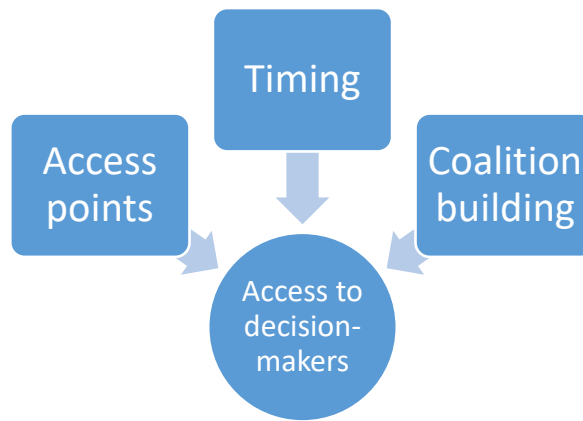 Timing
Access
points
Coalition
building
Access to
decision-
makers